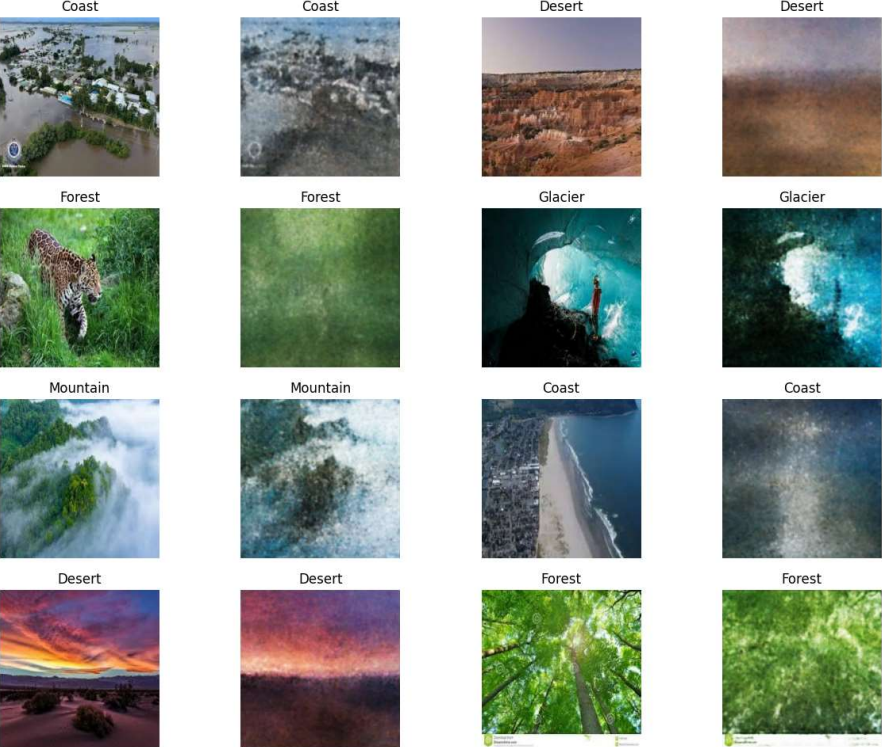 Coast Coast Desert Desert
Forest Forest Glacier Glacier
Mountain Mountain Coast Coast
Desert Desert Forest Forest